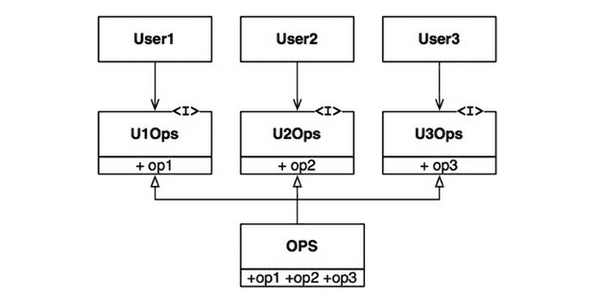 User1 User2 User3
<I> <I> <I>
U1Ops U2Ops U3Ops
+ op1 + op2 + op3
OPS
+op1 +op2 +op3